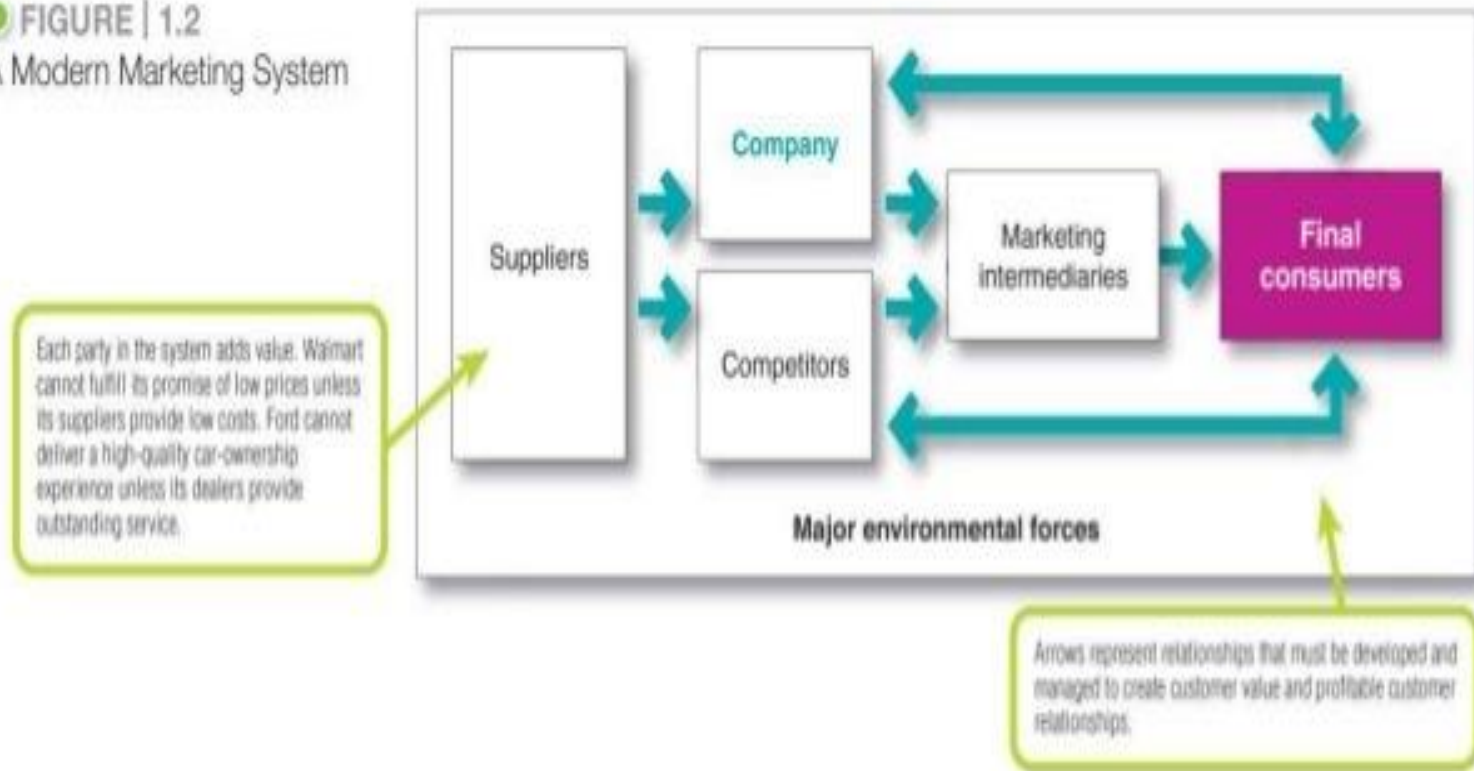 FIGURE | 1.2
A Modern Marketing System
Suppliers
Company
Competitors
Marketing
intermediaries
Final
consumers
Major environmental forces
Each party in the system adds value. Walmart
cannot fulfill its promise of low prices unless
its suppliers provide low costs. Ford cannot
deliver a high-quality car-ownership
experience unless its dealers provide
outstanding service.
Arrows represent relationships that must be developed and
managed to create customer value and profitable customer
relationships.